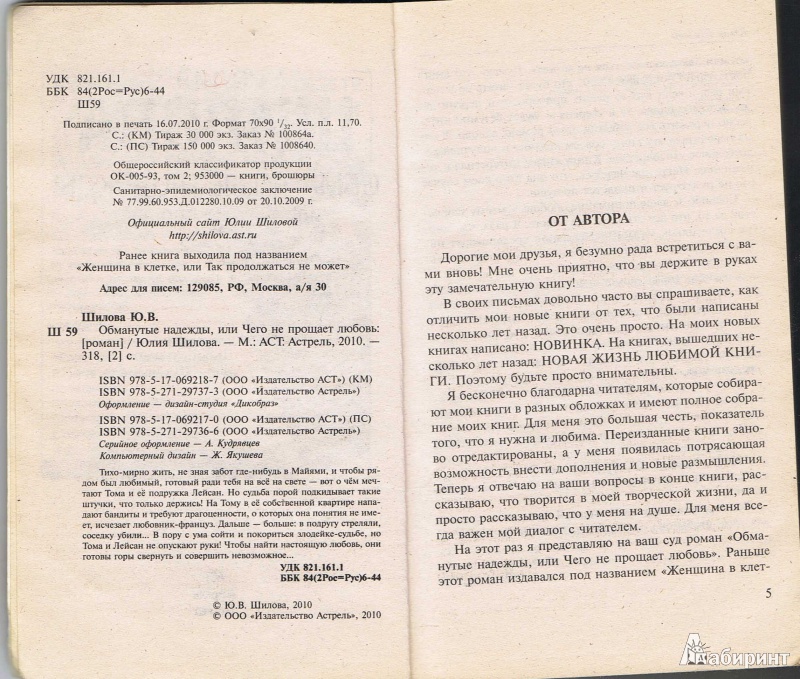 УДК 821.161.1
ББК 84(2Рос=Рус)6-44
Ш59
Подписано в печать 16.07.2010 г. Формат 70х90 1/32. Усл. п.л. 11,70.
С.: (КМ) Тираж 30 000 экз. Заказ № 100864а.
С.: (ПС) Тираж 150 000 экз. Заказ № 1008640.
Общероссийский классификатор продукции
ОК-005-93, том 2; 953000 — книги, брошюры
Санитарно-эпидемиологическое заключение
№ 77.99.60.953.Д.012280.10.09 от 20.10.2009 г.
Официальный сайт Юлии Шиловой
http://shilova.ast.ru
Ранее книга выходила под названием
«Женщина в клетке, или Так продолжаться не может»
Адрес для писем: 129085, РФ, Москва, а/я 30
Шилова Ю.В.
Ш 59 Обманутые надежды, или Чего не прощает любовь:
[роман] / Юлия Шилова. — М.: АСТ: Астрель, 2010. —
318, [2] с.
ISBN 978-5-17-069218-7 (ООО «Издательство АСТ») (КМ)
ISBN 978-5-271-29737-3 (ООО «Издательство Астрель»)
Оформление — дизайн-студия «Дикобраз»
ISBN 978-5-17-069217-0 (ООО «Издательство АСТ») (ПС)
ISBN 978-5-271-29736-6 (ООО «Издательство Астрель»)
Серийное оформление — А. Кудрявцев
Компьютерный дизайн — Ж. Якушева
Тихо-мирно жить, не зная забот где-нибудь в Майями, и чтобы ря-
дом был любимый, готовый ради тебя на всё на свете — вот о чём меч-
тают Тома и её подружка Лейсан. Но судьба порой подкидывает такие
штучки, что только держись! На Тому в её собственной квартире напа-
дают бандиты и требуют драгоценности, о которых она понятия не име-
ет, исчезает любовник-француз. Дальше — больше: в подругу стреляли,
соседку убили... В пору с ума сойти и покориться злодейке-судьбе, но
Тома и Лейсан не опускают руки! Чтобы найти настоящую любовь, они
готовы горы свернуть и совершить невозможное...
УДК 821.161.1
ББК 84(2Рос=Рус)6-44
© Ю.В. Шилова, 2010
© ООО «Издательство Астрель», 2010
ОТ АВТОРА
Дорогие мои друзья, я безумно рада встретиться с ва-
ми вновь! Мне очень приятно, что вы держите в руках
эту замечательную книгу!
В своих письмах довольно часто вы спрашиваете, как
отличить мои новые книги от тех, которые были написаны
несколько лет назад. Это очень просто. На моих новых
книгах написано: НОВИНКА. На книгах, вышедших не-
сколько лет назад: НОВАЯ ЖИЗНЬ ЛЮБИМОЙ КНИ-
ГИ. Поэтому будьте просто внимательны.
Я бесконечно благодарна читателям, которые собира-
ют мои книги в разных обложках и имеют полное собра-
ние моих книг. Для меня это большая честь, показатель
того, что я нужна и любима. Переизданные книги зано-
во отредактированы, а у меня появилась потрясающая
возможность внести дополнения и новые размышления.
Теперь я отвечаю на ваши вопросы в конце книги, рас-
сказываю, что творится в моей творческой жизни, да и
просто рассказываю, что у меня на душе. Для меня все-
гда важен мой диалог с читателем.
На этот раз я представляю на ваш суд роман «Обма-
нутые надежды, или Чего не прощает любовь». Раньше
этот роман издавался под названием «Женщина в клет-
5
Лабиринт